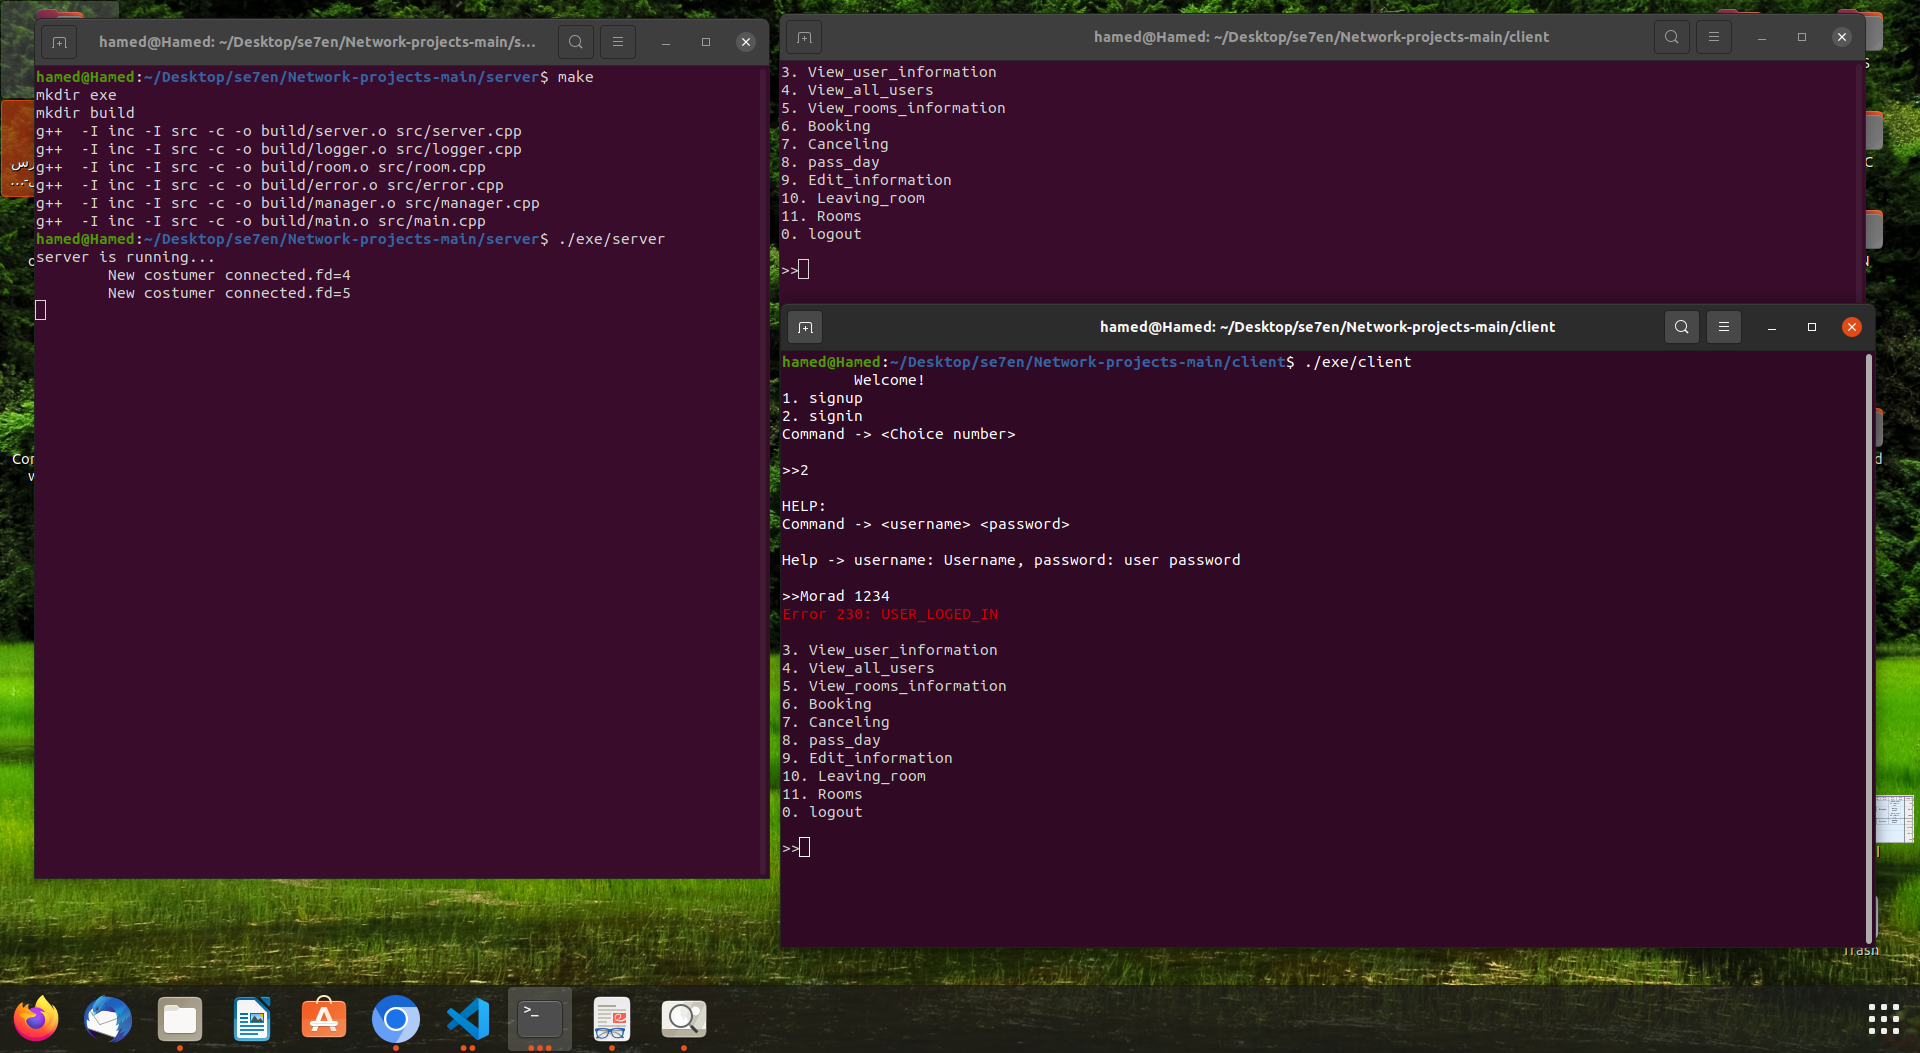 hamed@Hamed: ~/Desktop/se7en/Network-projects-main/s...
hamed@Hamed:~/Desktop/se7en/Network-projects-main/server$ make
mkdir exe
mkdir build
g++  -I inc -I src -c -o build/server.o src/server.cpp
g++  -I inc -I src -c -o build/logger.o src/logger.cpp
g++  -I inc -I src -c -o build/room.o src/room.cpp
g++  -I inc -I src -c -o build/error.o src/error.cpp
g++  -I inc -I src -c -o build/manager.o src/manager.cpp
g++  -I inc -I src -c -o build/main.o src/main.cpp
hamed@Hamed:~/Desktop/se7en/Network-projects-main/server$ ./exe/server
server is running...
New costumer connected.fd=4
New costumer connected.fd=5
hamed@Hamed: ~/Desktop/se7en/Network-projects-main/client
3. View_user_information
4. View_all_users
5. View_rooms_information
6. Booking
7. Canceling
8. pass_day
9. Edit_information
10. Leaving_room
11. Rooms
0. logout
>>
hamed@Hamed: ~/Desktop/se7en/Network-projects-main/client
hamed@Hamed:~/Desktop/se7en/Network-projects-main/client$ ./exe/client
Welcome!
1. signup
2. signin
Command -> <Choice number>
>>2
HELP:
Command -> <username> <password>
Help -> username: Username, password: user password
>>Morad 1234
Error 230: USER_LOGED_IN
3. View_user_information
4. View_all_users
5. View_rooms_information
6. Booking
7. Canceling
8. pass_day
9. Edit_information
10. Leaving_room
11. Rooms
0. logout
>>
Trash